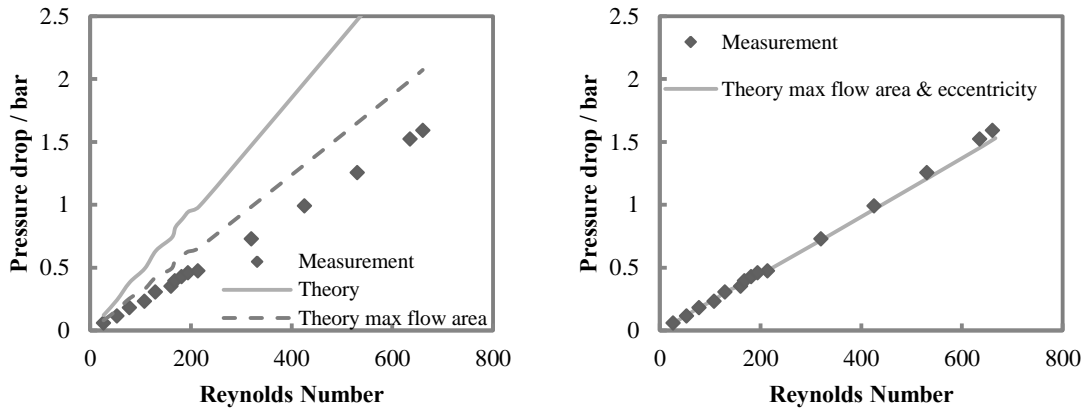 2.5
2
1.5
1
0.5
0
Pressure drop / bar
Measurement
Theory
Theory max flow area
0 200 400 600 800
Reynolds Number
2.5
2
1.5
1
0.5
0
Pressure drop / bar
Measurement
Theory max flow area & eccentricity
0 200 400 600 800
Reynolds Number